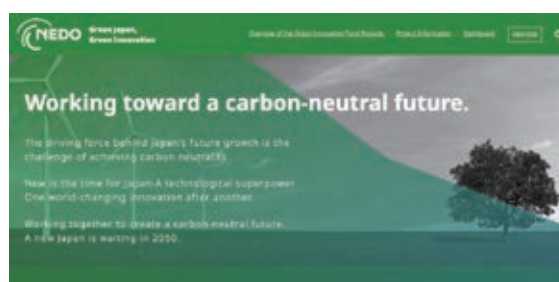 NEDO
Green Japan,
Green Innovation
Overview of the Green Innovation Fund Projects
Project Information
Dashboard
Working toward a carbon-neutral future.
The driving force behind Japan's future growth is the
challenge of achieving carbon neutrality.
Now is the time for Japan-A technological superpower
One world-changing innovation after another.
Working together to create a carbon-neutral future.
A new Japan is waiting in 2050.